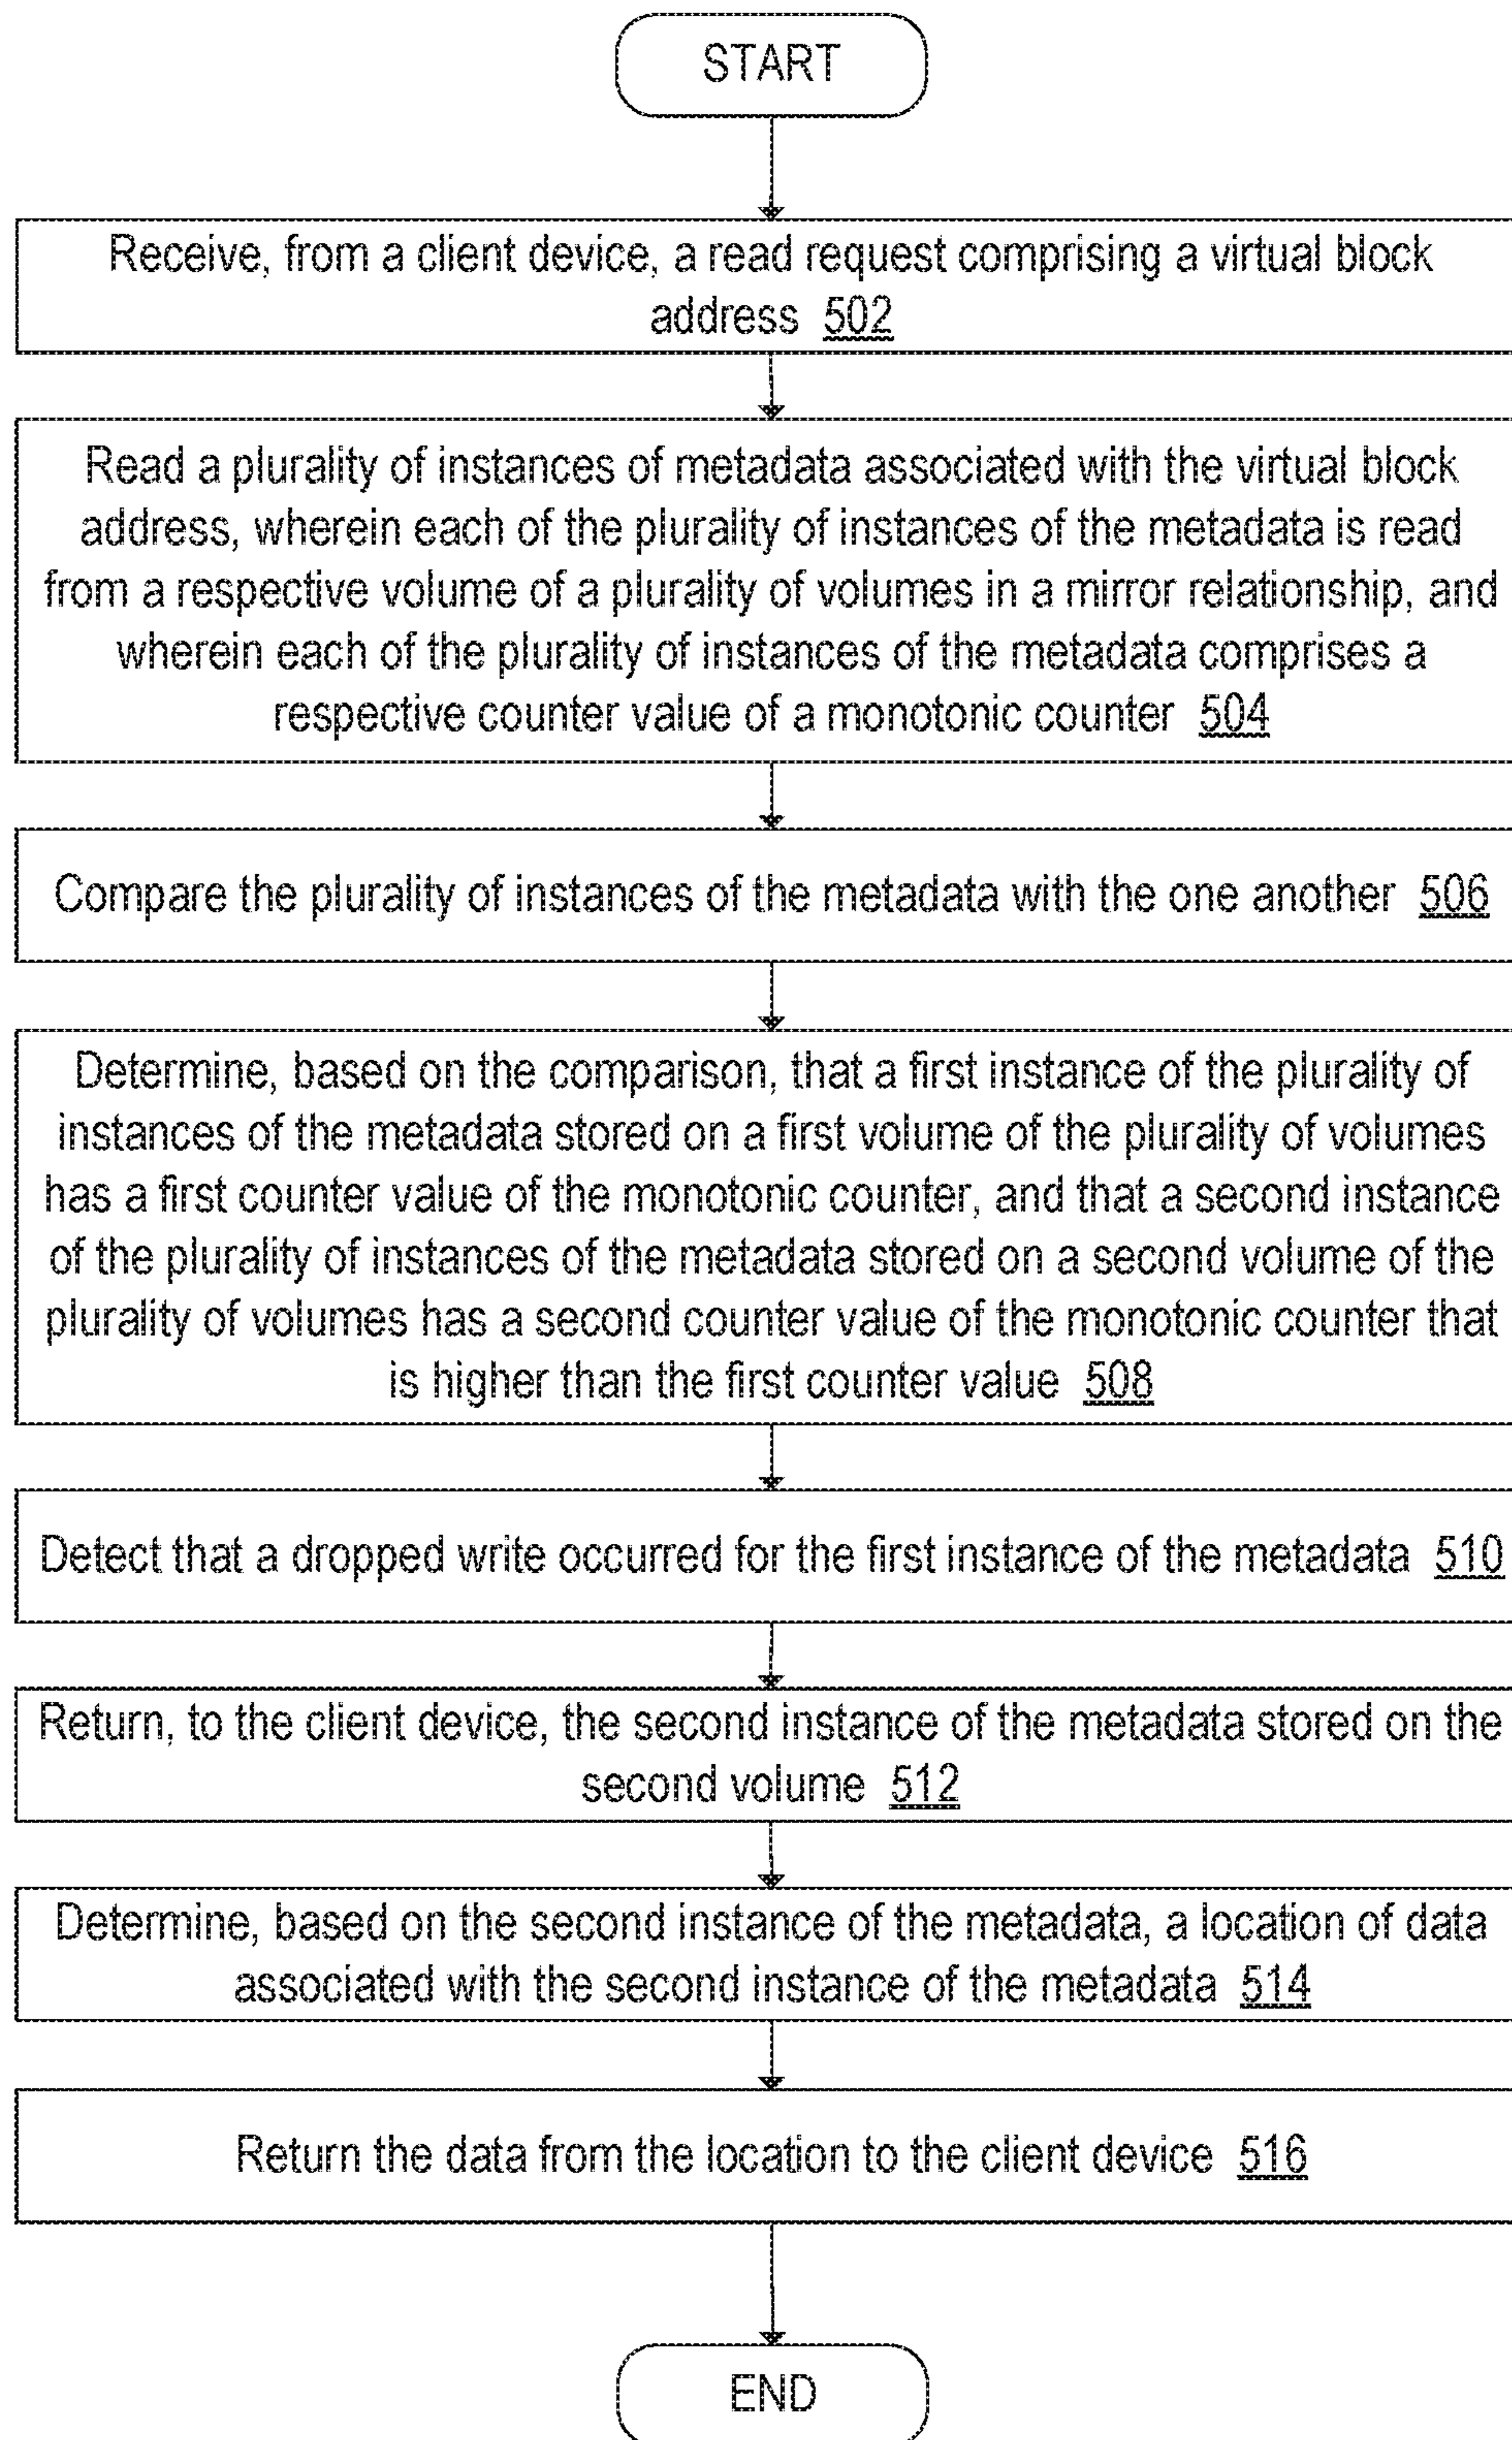 START
Receive, from a client device, a read request comprising a virtual block
address 502
Read a plurality of instances of metadata associated with the virtual block
address, wherein each of the plurality of instances of the metadata is read
from a respective volume of a plurality of volumes in a mirror relationship, and
wherein each of the plurality of instances of the metadata comprises a
respective counter value of a monotonic counter 504
Compare the plurality of instances of the metadata with the one another 506
Determine, based on the comparison, that a first instance of the plurality of
instances of the metadata stored on a first volume of the plurality of volumes
has a first counter value of the monotonic counter, and that a second instance
of the plurality of instances of the metadata stored on a second volume of the
plurality of volumes has a second counter value of the monotonic counter that
is higher than the first counter value 508
Detect that a dropped write occurred for the first instance of the metadata 510
Return, to the client device, the second instance of the metadata stored on the
second volume 512
Determine, based on the second instance of the metadata, a location of data
associated with the second instance of the metadata 514
Return the data from the location to the client device 516
END